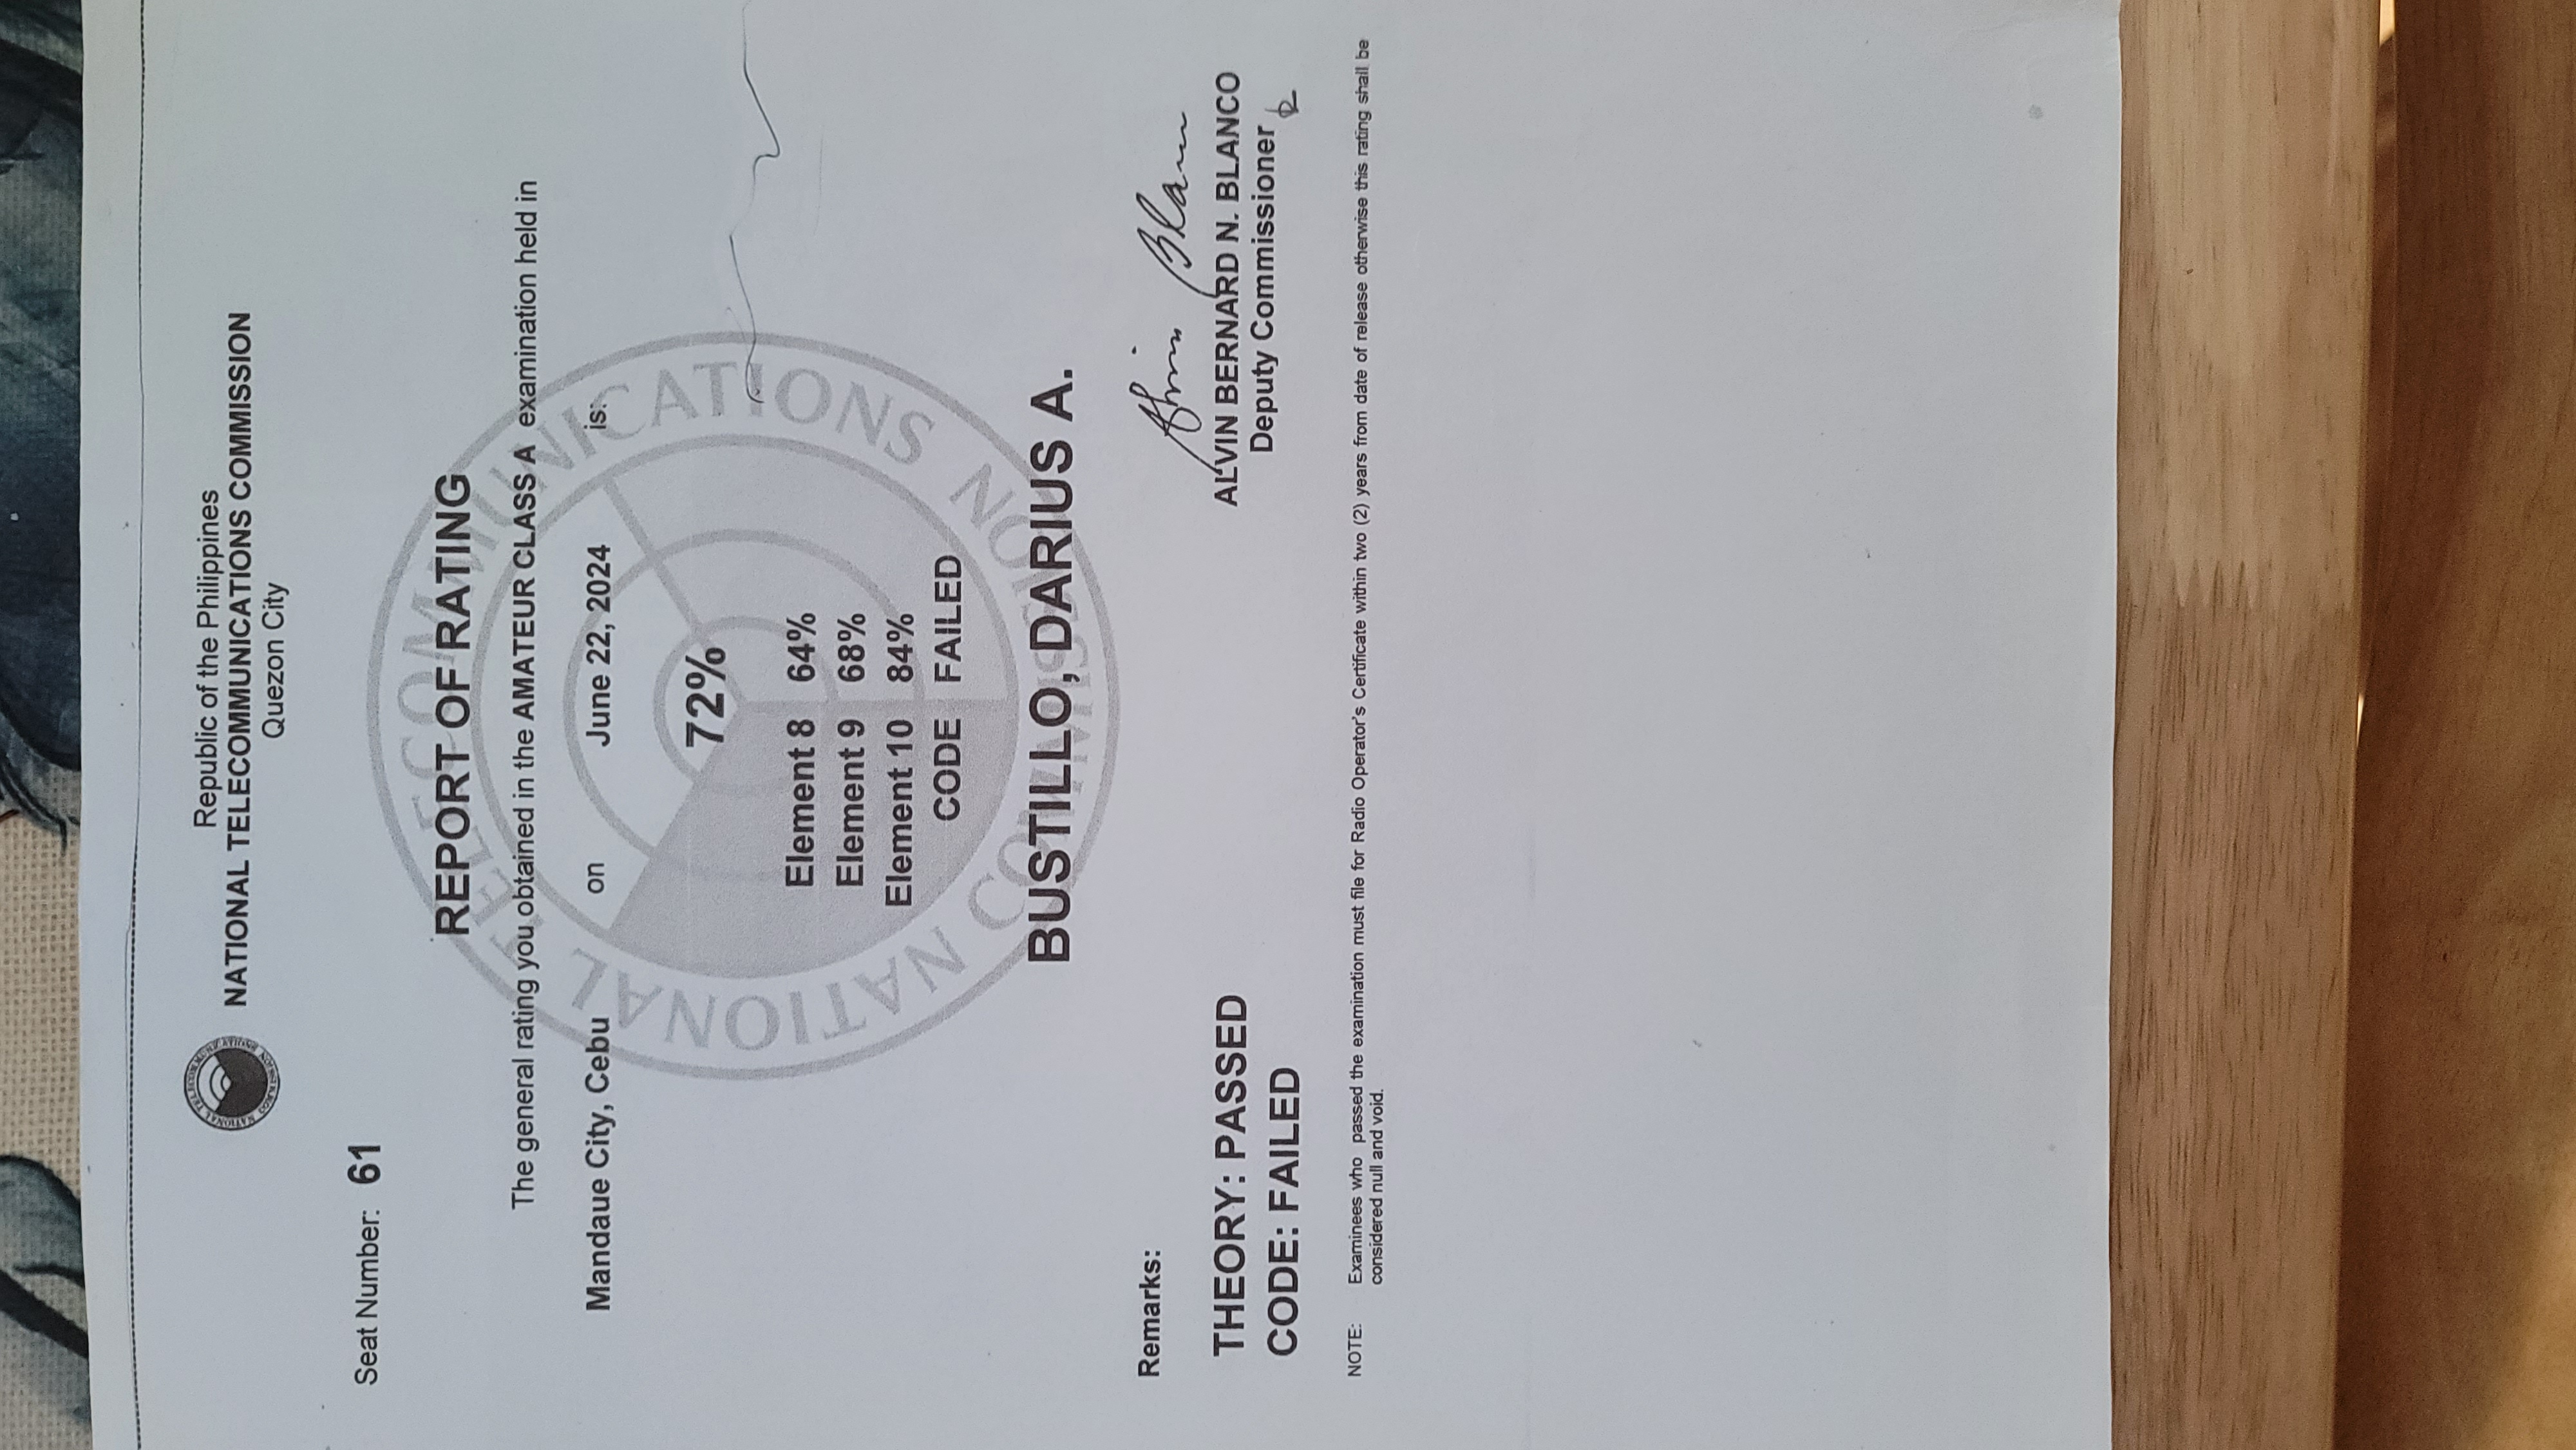 Republic of the Philippines
NATIONAL TELECOMMUNICATIONS COMMISSION
Quezon City
NATIONAL TELECOMMUNICATIONS COMMISSION
Seat Number: 61
NATIONAL TELECOMMUNICATIONS COMMISSION
REPORT OF RATING
The general rating you obtained in the AMATEUR CLASS A examination held in
Mandaue City, Cebu on June 22, 2024 is:
72%
Element 8 64%
Element 9 68%
Element 10 84%
CODE FAILED
BUSTILLO, DARIUS A.
Remarks:
THEORY: PASSED
CODE: FAILED
Alvin Blanco
ALVIN BERNARD N. BLANCO
Deputy Commissioner
NOTE: Examinees who passed the examination must file for Radio Operator's Certificate within two (2) years from date of release otherwise this rating shall be
considered null and void.